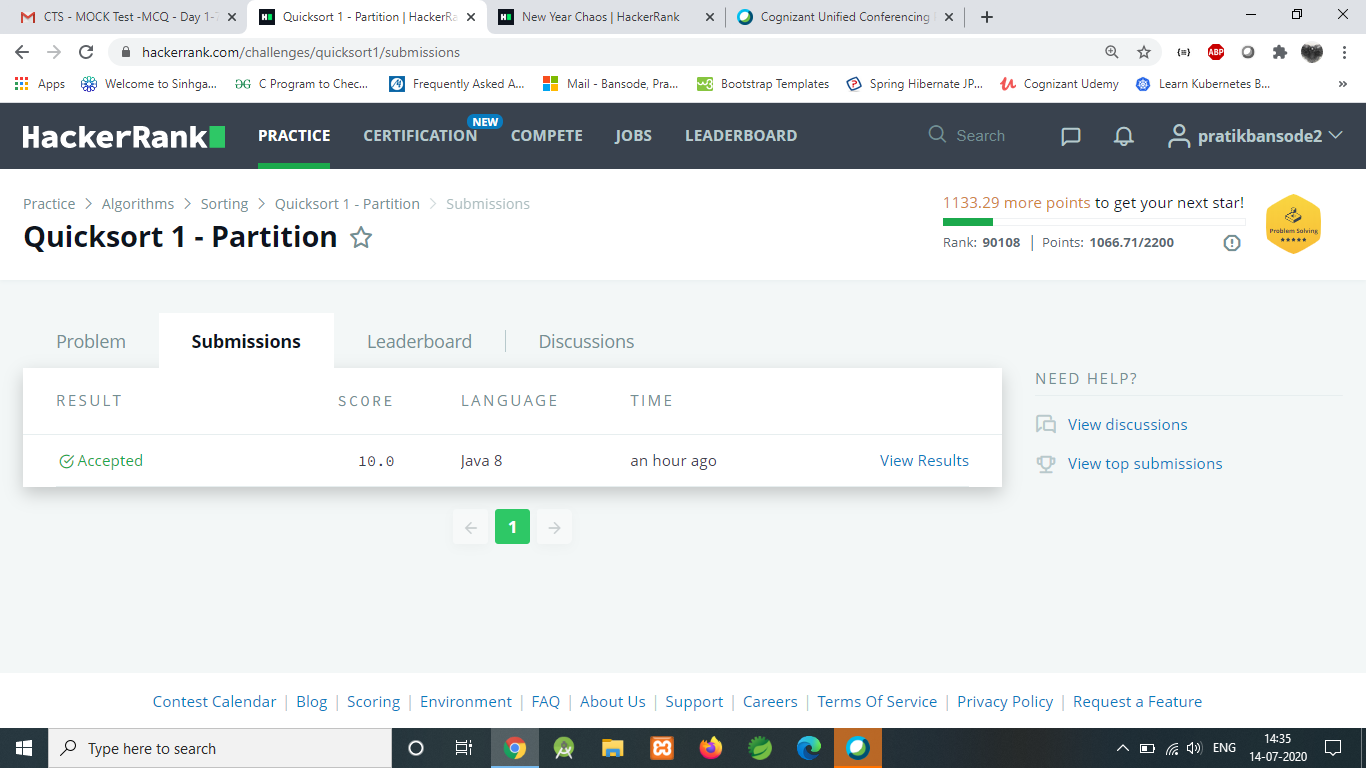 CTS - MOCK Test -MCQ - Day 1-7
Quicksort 1 - Partition | HackerRa
New Year Chaos | HackerRank
Cognizant Unified Conferencing
hackerrank.com/challenges/quicksort1/submissions
ABP
Apps
Welcome to Sinhga...
C Program to Chec...
Frequently Asked A...
Mail - Bansode, Pra...
Bootstrap Templates
Spring Hibernate JP...
Cognizant Udemy
Learn Kubernetes B...
»
HackerRank
PRACTICE
CERTIFICATION
NEW
COMPETE
JOBS
LEADERBOARD
Search
pratikbansode2
Practice > Algorithms > Sorting > Quicksort 1 - Partition > Submissions
Quicksort 1 - Partition
1133.29 more points to get your next star!
Rank: 90108 | Points: 1066.71/2200
Problem Solving
Problem
Submissions
Leaderboard
Discussions
RESULT SCORE LANGUAGE TIME
Accepted 10.0 Java 8 an hour ago View Results
1
NEED HELP?
View discussions
View top submissions
Contest Calendar | Blog | Scoring | Environment | FAQ | About Us | Support | Careers | Terms Of Service | Privacy Policy | Request a Feature
Type here to search
ENG
14:35
14-07-2020